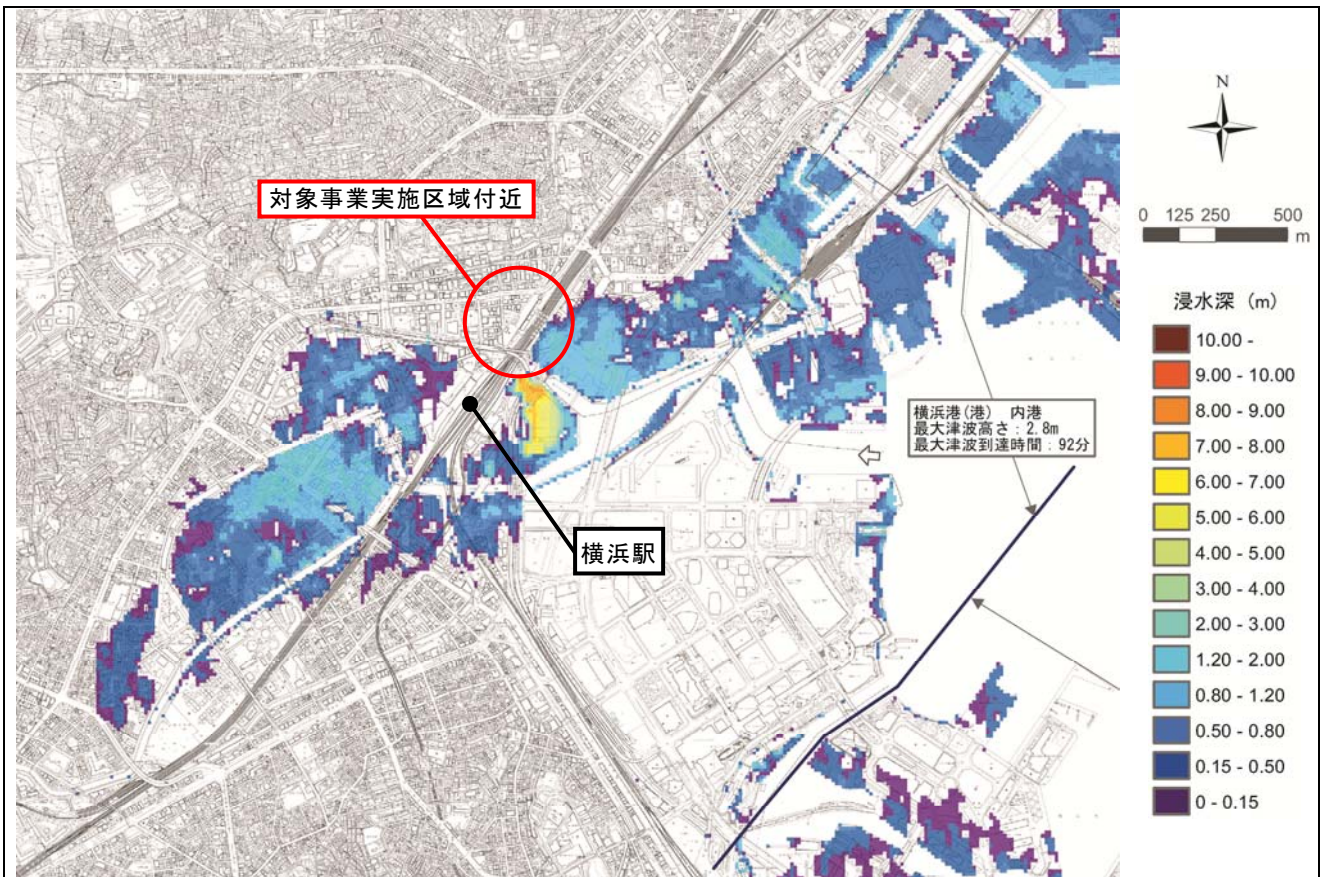 対象事業実施区域付近
横浜駅
横浜港(港) 内港
最大津波高さ：2.8m
最大津波到達時間：92分
N
0 125 250 500
m
浸水深 (m)
10.00 -
9.00 - 10.00
8.00 - 9.00
7.00 - 8.00
6.00 - 7.00
5.00 - 6.00
4.00 - 5.00
3.00 - 4.00
2.00 - 3.00
1.20 - 2.00
0.80 - 1.20
0.50 - 0.80
0.15 - 0.50
0 - 0.15